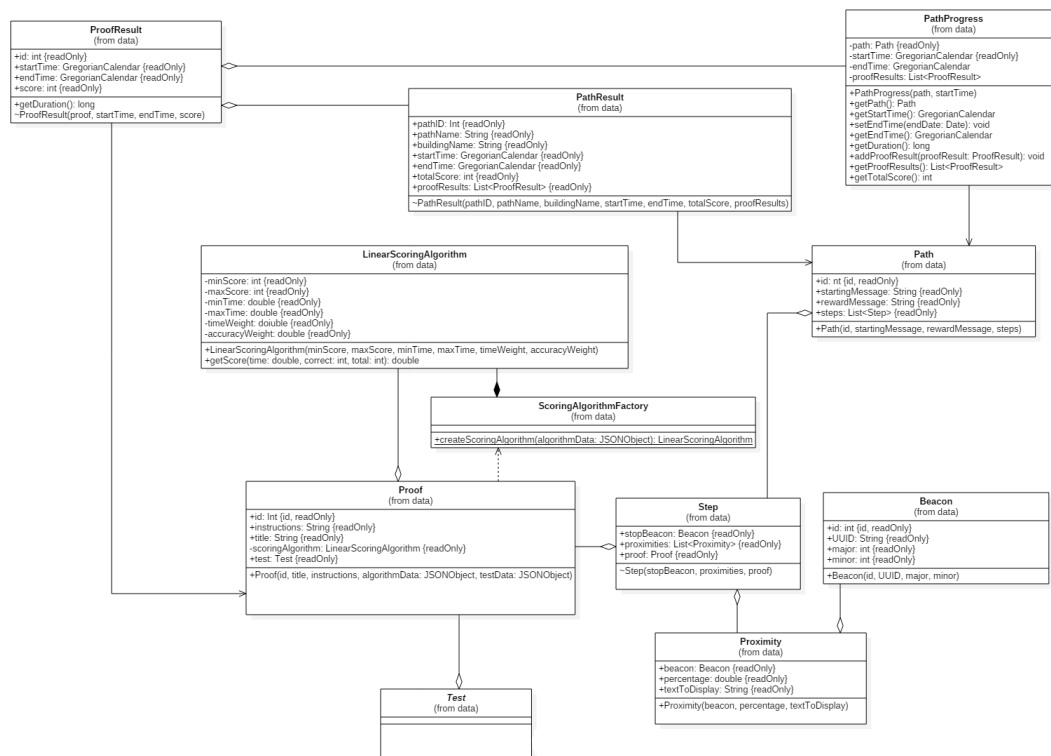 ProofResult
(from data)
+id: int {readOnly}
+startTime: GregorianCalendar {readOnly}
+endTime: GregorianCalendar {readOnly}
+score: int {readOnly}
+getDuration(): long
~ProofResult(proof, startTime, endTime, score)
PathProgress
(from data)
-path: Path {readOnly}
-startTime: GregorianCalendar {readOnly}
-endTime: GregorianCalendar
-proofResults: List<ProofResult>
+PathProgress(path, startTime)
+getPath(): Path
+getStartTime(): GregorianCalendar
+setEndTime(endDate: Date): void
+getEndTime(): GregorianCalendar
+getDuration(): long
+addProofResult(proofResult: ProofResult): void
+getProofResults(): List<ProofResult>
+getTotalScore(): int
PathResult
(from data)
+pathID: Int {readOnly}
+pathName: String {readOnly}
+buildingName: String {readOnly}
+startTime: GregorianCalendar {readOnly}
+endTime: GregorianCalendar {readOnly}
+totalScore: int {readOnly}
+proofResults: List<ProofResult> {readOnly}
~PathResult(pathID, pathName, buildingName, startTime, endTime, totalScore, proofResults)
LinearScoringAlgorithm
(from data)
-minScore: int {readOnly}
-maxScore: int {readOnly}
-minTime: double {readOnly}
-maxTime: double {readOnly}
-timeWeight: doiuble {readOnly}
-accuracyWeight: double {readOnly}
+LinearScoringAlgorithm(minScore, maxScore, minTime, maxTime, timeWeight, accuracyWeight)
+getScore(time: double, correct: int, total: int): double
Path
(from data)
+id: nt {id, readOnly}
+startingMessage: String {readOnly}
+rewardMessage: String {readOnly}
+steps: List<Step> {readOnly}
+Path(id, startingMessage, rewardMessage, steps)
ScoringAlgorithmFactory
(from data)
+createScoringAlgorithm(algorithmData: JSONObject): LinearScoringAlgorithm
Proof
(from data)
+id: Int {id, readOnly}
+instructions: String {readOnly}
+title: String {readOnly}
-scoringAlgorithm: LinearScoringAlgorithm {readOnly}
+test: Test {readOnly}
+Proof(id, title, instructions, algorithmData: JSONObject, testData: JSONObject)
Step
(from data)
+stopBeacon: Beacon {readOnly}
+proximities: List<Proximity> {readOnly}
+proof: Proof {readOnly}
~Step(stopBeacon, proximities, proof)
Beacon
(from data)
+id: int {id, readOnly}
+UUID: String {readOnly}
+major: int {readOnly}
+minor: int {readOnly}
+Beacon(id, UUID, major, minor)
Proximity
(from data)
+beacon: Beacon {readOnly}
+percentage: double {readOnly}
+textToDisplay: String {readOnly}
+Proximity(beacon, percentage, textToDisplay)
Test
(from data)